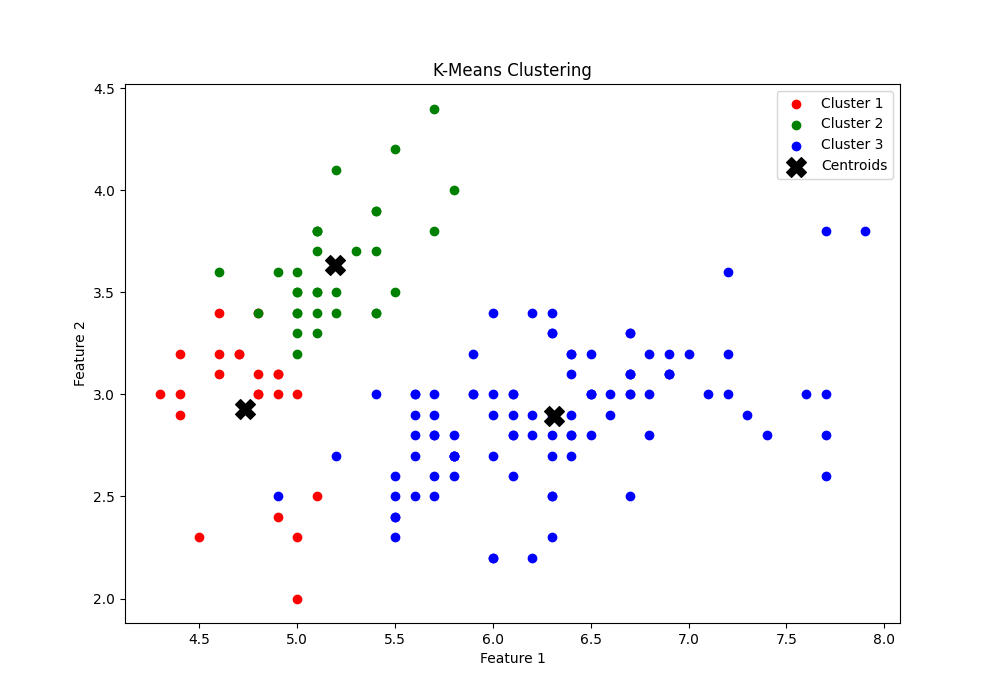 K-Means Clustering
Cluster 1
Cluster 2
Cluster 3
Centroids
4.5
4.0
3.5
3.0
2.5
2.0
Feature 2
4.5 5.0 5.5 6.0 6.5 7.0 7.5 8.0
Feature 1